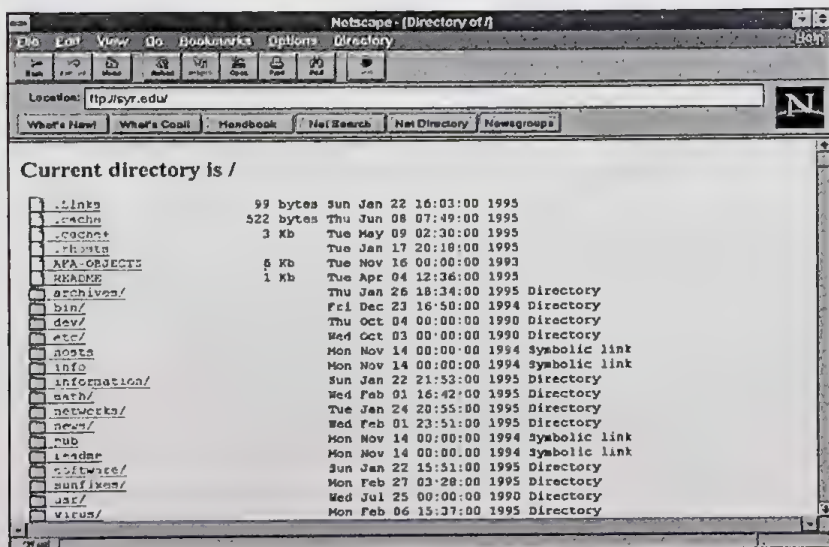 Netscape - [Directory of /]
File Edit View Go Bookmarks Options Directory Help
Back Home Reload Open Print Find
Location: ftp://syr.edu/
What's New! What's Cool! Handbook Net Search Net Directory Newsgroups
N
Current directory is /
.Links 99 bytes Sun Jan 22 16:03:00 1995
.cache 522 bytes Thu Jun 08 07:49:00 1995
.cache+ 3 Kb Tue May 09 02:30:00 1995
.rhosts Tue Jan 17 20:18:00 1995
AFA-OBJECTS 6 Kb Tue Nov 16 00:00:00 1993
README 1 Kb Tue Apr 04 12:36:00 1995
archives/ Thu Jan 26 18:34:00 1995 Directory
bin/ Fri Dec 23 16:50:00 1994 Directory
dev/ Thu Oct 04 00:00:00 1990 Directory
etc/ Wed Oct 03 00:00:00 1990 Directory
hosts Mon Nov 14 00:00:00 1994 Symbolic link
info Mon Nov 14 00:00:00 1994 Symbolic link
information/ Sun Jan 22 21:53:00 1995 Directory
math/ Wed Feb 01 16:42:00 1995 Directory
networks/ Tue Jan 24 20:55:00 1995 Directory
news/ Wed Feb 01 23:51:00 1995 Directory
pub Mon Nov 14 00:00:00 1994 Symbolic link
readme Mon Nov 14 00:00:00 1994 Symbolic link
software/ Sun Jan 22 15:51:00 1995 Directory
sunfixes/ Mon Feb 27 03:28:00 1995 Directory
usr/ Wed Jul 25 00:00:00 1990 Directory
virus/ Mon Feb 06 15:37:00 1995 Directory